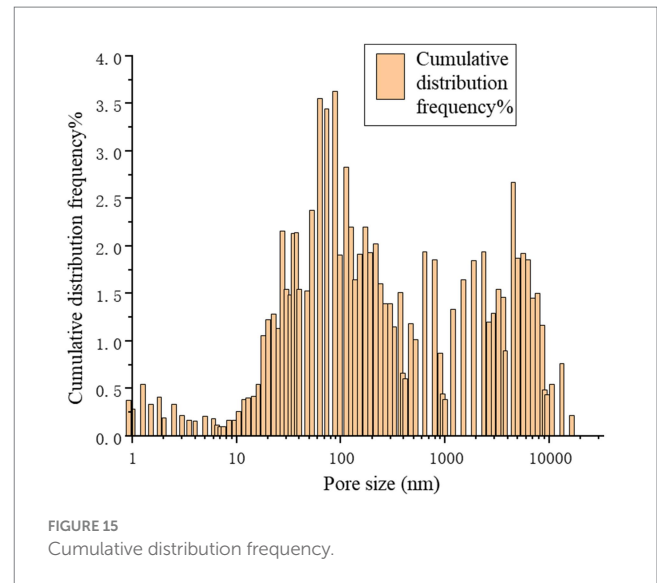 4.0
3.5
3.0
2.5
2.0
1.5
1.0
0.5
0.0
Cumulative distribution frequency%
Cumulative
distribution
frequency%
1 10 100 1000 10000
Pore size (nm)
FIGURE 15
Cumulative distribution frequency.